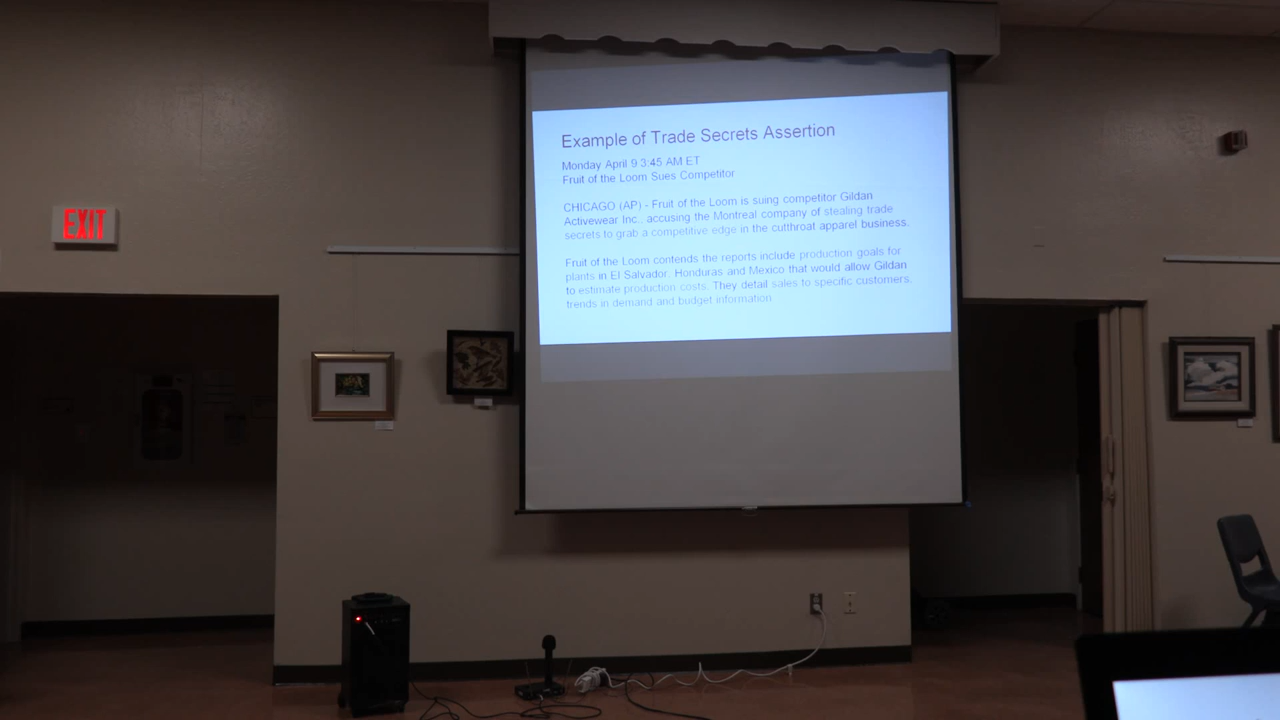 Example of Trade Secrets Assertion
Monday April 9 3:45 AM ET
Fruit of the Loom Sues Competitor
CHICAGO (AP) - Fruit of the Loom is suing competitor Gildan
Activewear Inc., accusing the Montreal company of stealing trade
secrets to grab a competitive edge in the cutthroat apparel business.
Fruit of the Loom contends the reports include production goals for
plants in El Salvador, Honduras and Mexico that would allow Gildan
to estimate production costs. They detail sales to specific customers,
trends in demand and budget information
EXIT